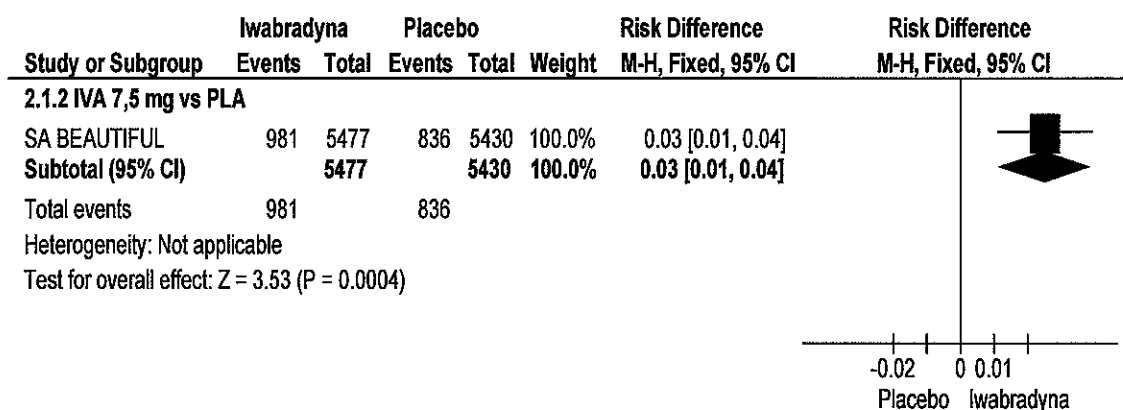 Iwabradyna Placebo Risk Difference Risk Difference
Study or Subgroup Events Total Events Total Weight M-H, Fixed, 95% CI M-H, Fixed, 95% CI
2.1.2 IVA 7,5 mg vs PLA
SA BEAUTIFUL 981 5477 836 5430 100.0% 0.03 [0.01, 0.04]
Subtotal (95% CI) 5477 5430 100.0% 0.03 [0.01, 0.04]
Total events 981 836
Heterogeneity: Not applicable
Test for overall effect: Z = 3.53 (P = 0.0004)
-0.02 0 0.01
Placebo Iwabradyna